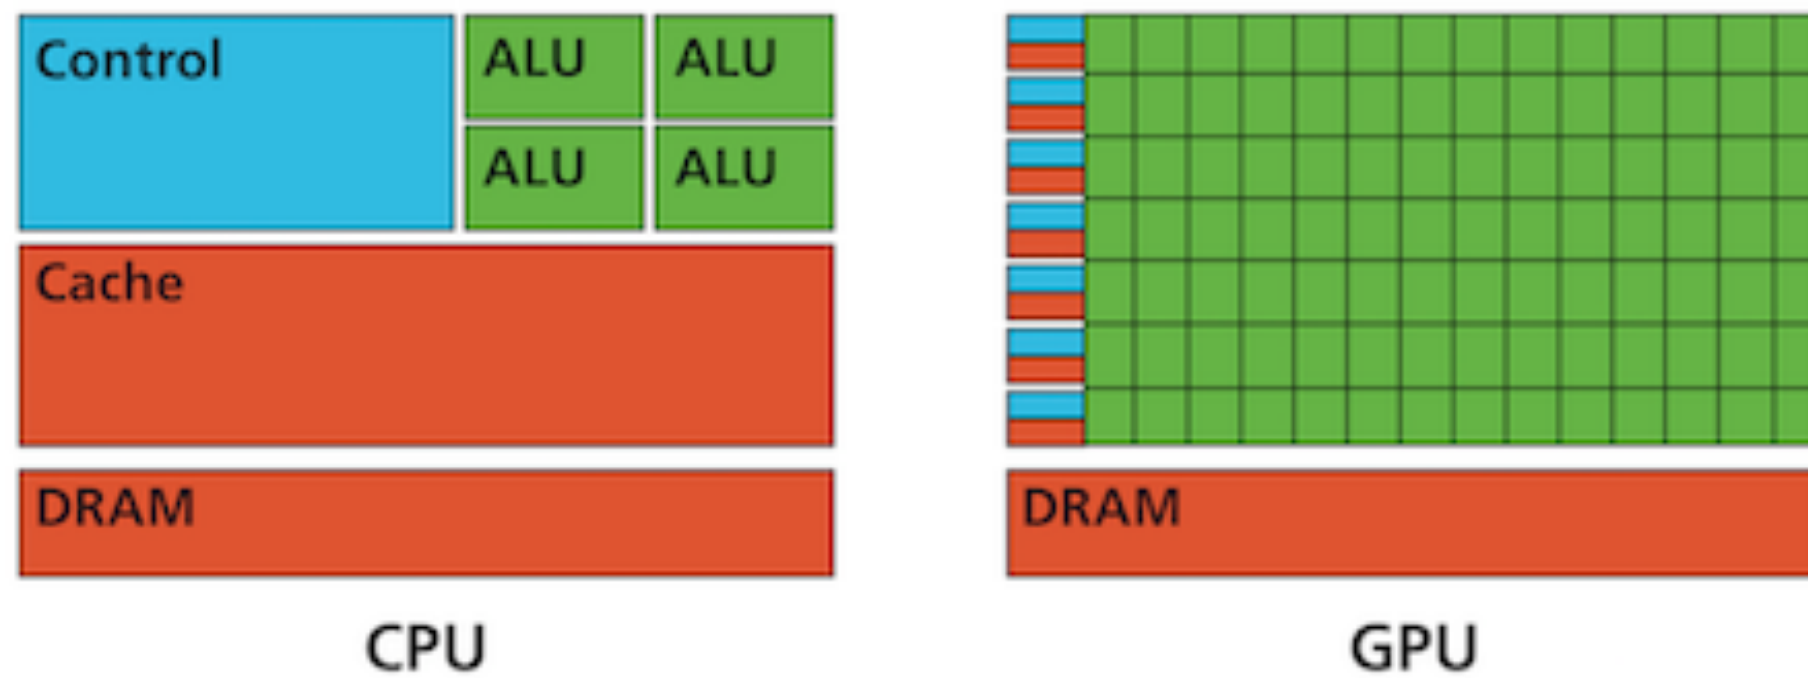 Control
ALU ALU
ALU ALU
Cache
DRAM
CPU
DRAM
GPU